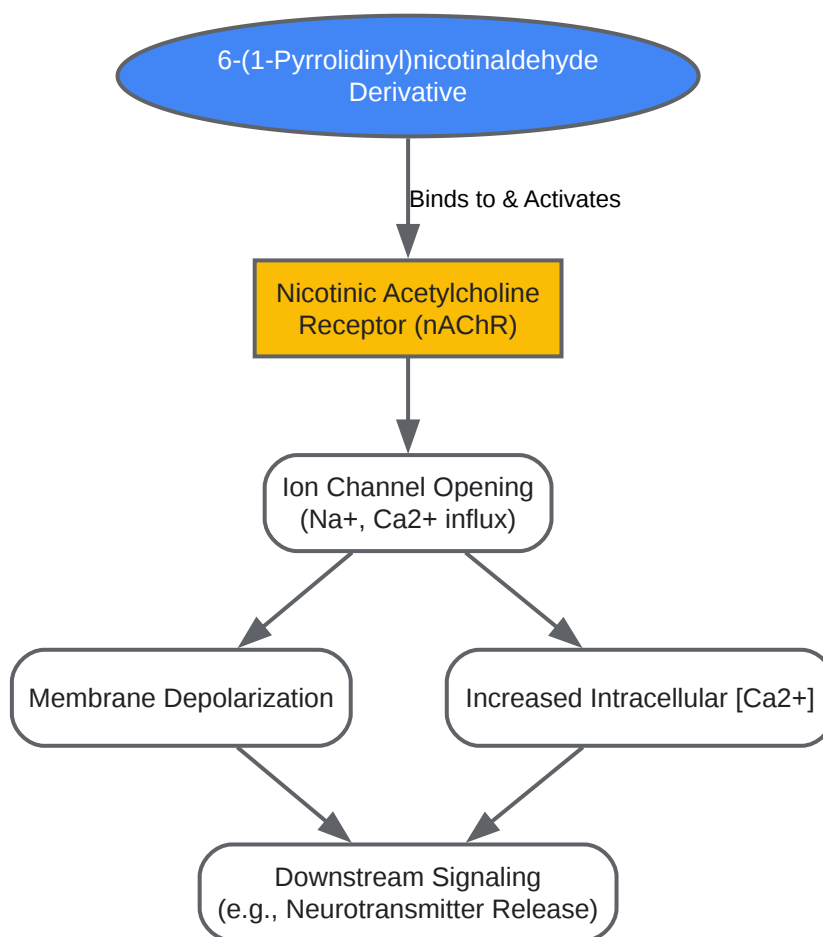 6-(1-Pyrrolidinyl)nicotinaldehyde
Derivative
Binds to & Activates
Nicotinic Acetylcholine
Receptor (nAChR)
Ion Channel Opening
(Na+, Ca2+ influx)
Membrane Depolarization
Increased Intracellular [Ca2+]
Downstream Signaling
(e.g., Neurotransmitter Release)